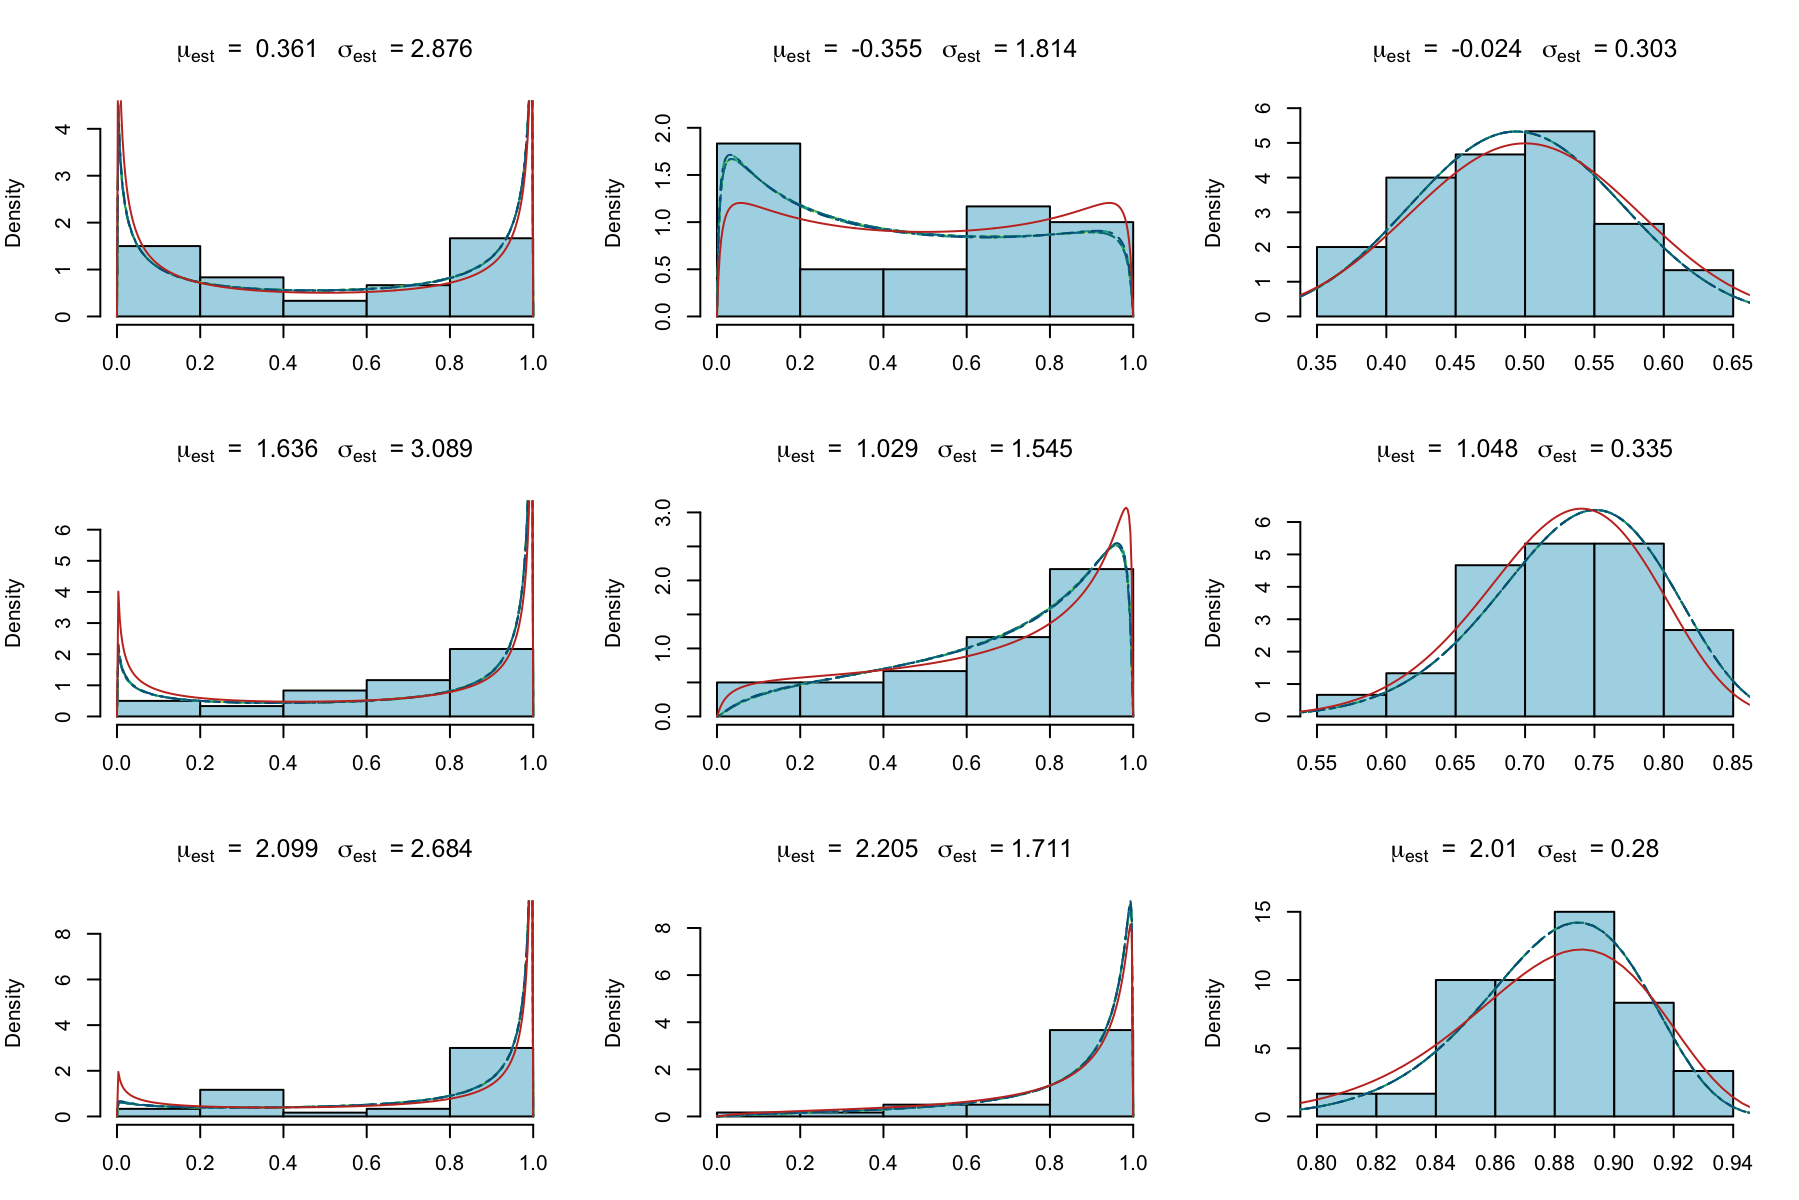 μest = 0.361 σest = 2.876
Density
0 1 2 3 4
0.0 0.2 0.4 0.6 0.8 1.0
μest = -0.355 σest = 1.814
Density
0.0 0.5 1.0 1.5 2.0
0.0 0.2 0.4 0.6 0.8 1.0
μest = -0.024 σest = 0.303
Density
0 1 2 3 4 5 6
0.35 0.40 0.45 0.50 0.55 0.60 0.65
μest = 1.636 σest = 3.089
Density
0 1 2 3 4 5 6
0.0 0.2 0.4 0.6 0.8 1.0
μest = 1.029 σest = 1.545
Density
0.0 1.0 2.0 3.0
0.0 0.2 0.4 0.6 0.8 1.0
μest = 1.048 σest = 0.335
Density
0 1 2 3 4 5 6
0.55 0.60 0.65 0.70 0.75 0.80 0.85
μest = 2.099 σest = 2.684
Density
0 2 4 6 8
0.0 0.2 0.4 0.6 0.8 1.0
μest = 2.205 σest = 1.711
Density
0 2 4 6 8
0.0 0.2 0.4 0.6 0.8 1.0
μest = 2.01 σest = 0.28
Density
0 5 10 15
0.80 0.82 0.84 0.86 0.88 0.90 0.92 0.94